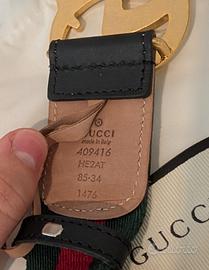 GUCCI
made in Italy
409416
HE2AT
85·34
1476
GUCCI